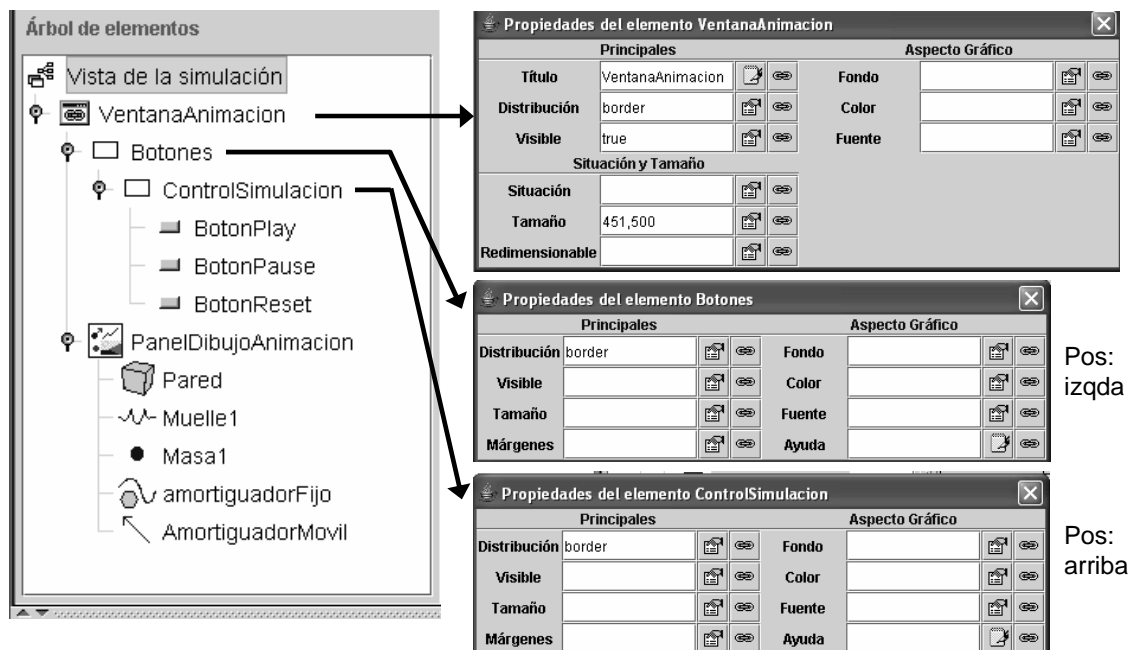 Árbol de elementos
Vista de la simulación
VentanaAnimacion
Botones
ControlSimulacion
BotonPlay
BotonPause
BotonReset
PanelDibujoAnimacion
Pared
Muelle1
Masa1
amortiguadorFijo
AmortiguadorMovil
Propiedades del elemento VentanaAnimacion
Principales Aspecto Gráfico
Título VentanaAnimacion Fondo
Distribución border Color
Visible true Fuente
Situación y Tamaño
Situación
Tamaño 451,500
Redimensionable
Propiedades del elemento Botones
Principales Aspecto Gráfico
Distribución border Fondo
Visible Color
Tamaño Fuente
Márgenes Ayuda
Pos:
izqda
Propiedades del elemento ControlSimulacion
Principales Aspecto Gráfico
Distribución border Fondo
Visible Color
Tamaño Fuente
Márgenes Ayuda
Pos:
arriba